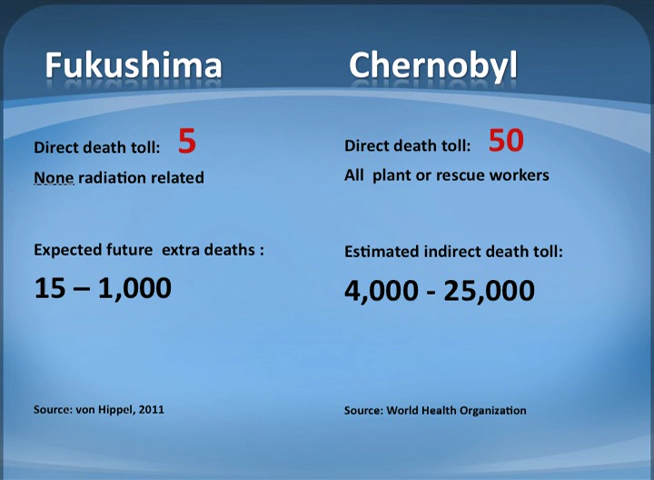 Fukushima
Direct death toll: 5
None radiation related
Expected future extra deaths :
15 – 1,000
Source: von Hippel, 2011
Chernobyl
Direct death toll: 50
All plant or rescue workers
Estimated indirect death toll:
4,000 - 25,000
Source: World Health Organization